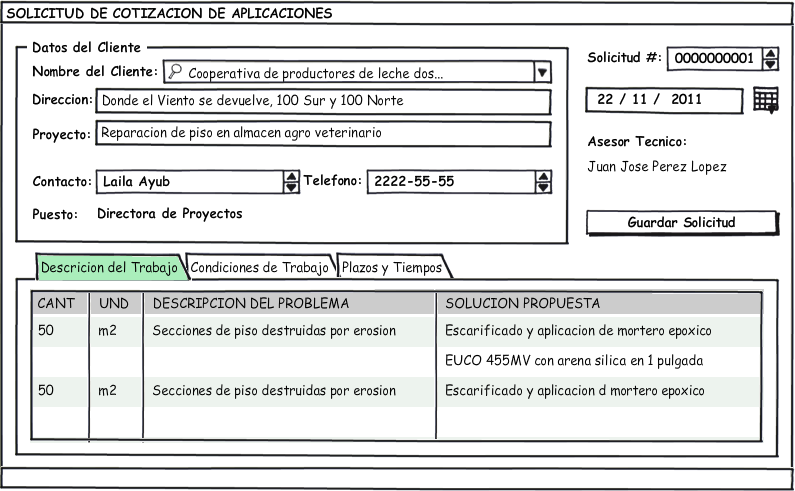 SOLICITUD DE COTIZACION DE APLICACIONES
Datos del Cliente
Nombre del Cliente: Cooperativa de productores de leche dos...
Direccion: Donde el Viento se devuelve, 100 Sur y 100 Norte
Proyecto: Reparacion de piso en almacen agro veterinario
Contacto: Laila Ayub Telefono: 2222-55-55
Puesto: Directora de Proyectos
Solicitud #: 0000000001
22 / 11 / 2011
Asesor Tecnico:
Juan Jose Perez Lopez
Guardar Solicitud
Descricion del Trabajo Condiciones de Trabajo Plazos y Tiempos
CANT UND DESCRIPCION DEL PROBLEMA SOLUCION PROPUESTA
50 m2 Secciones de piso destruidas por erosion Escarificado y aplicacion de mortero epoxico
EUCO 455MV con arena silica en 1 pulgada
50 m2 Secciones de piso destruidas por erosion Escarificado y aplicacion d mortero epoxico